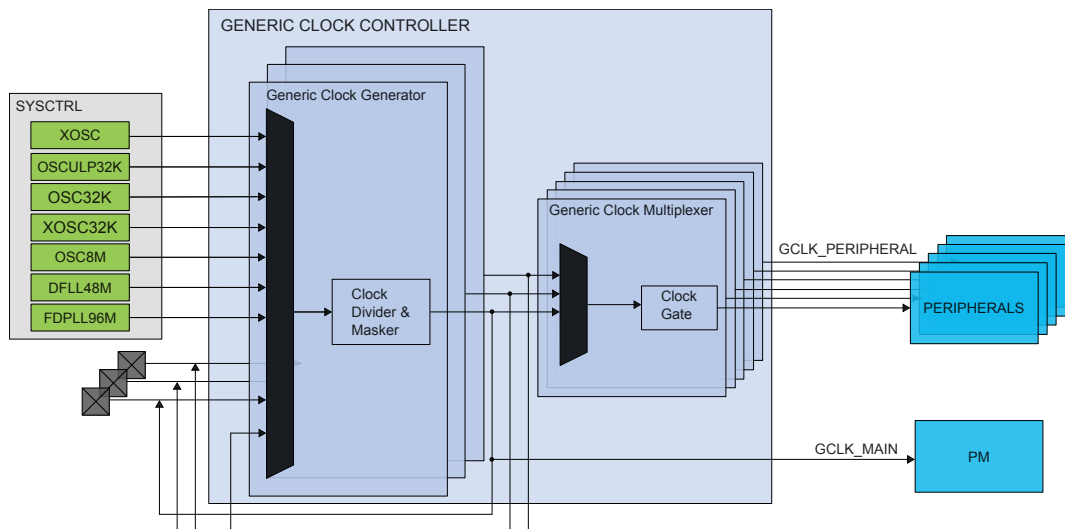 GENERIC CLOCK CONTROLLER
Generic Clock Generator
SYSCTRL
XOSC
OSCULP32K
OSC32K
XOSC32K
OSC8M
DFLL48M
FDPLL96M
Clock
Divider &
Masker
Generic Clock Multiplexer
Clock
Gate
GCLK_PERIPHERAL
PERIPHERALS
GCLK_MAIN
PM